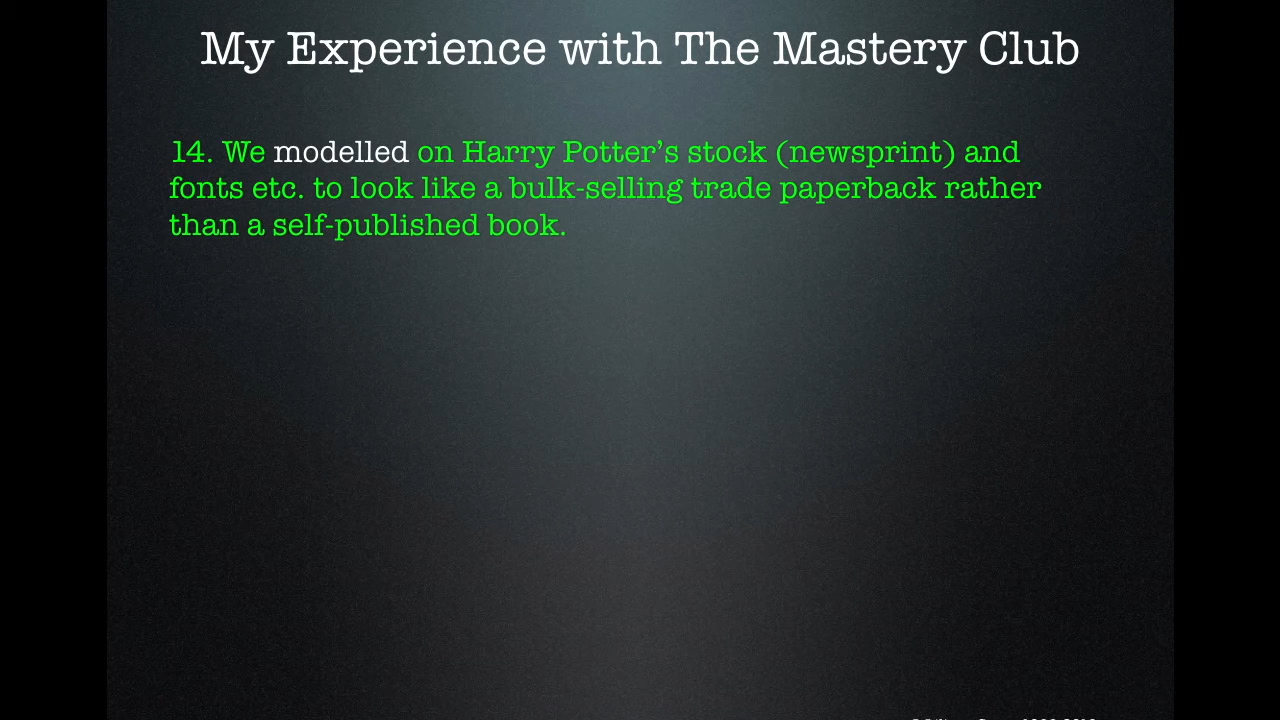 My Experience with The Mastery Club
14. We modelled on Harry Potter’s stock (newsprint) and
fonts etc. to look like a bulk-selling trade paperback rather
than a self-published book.